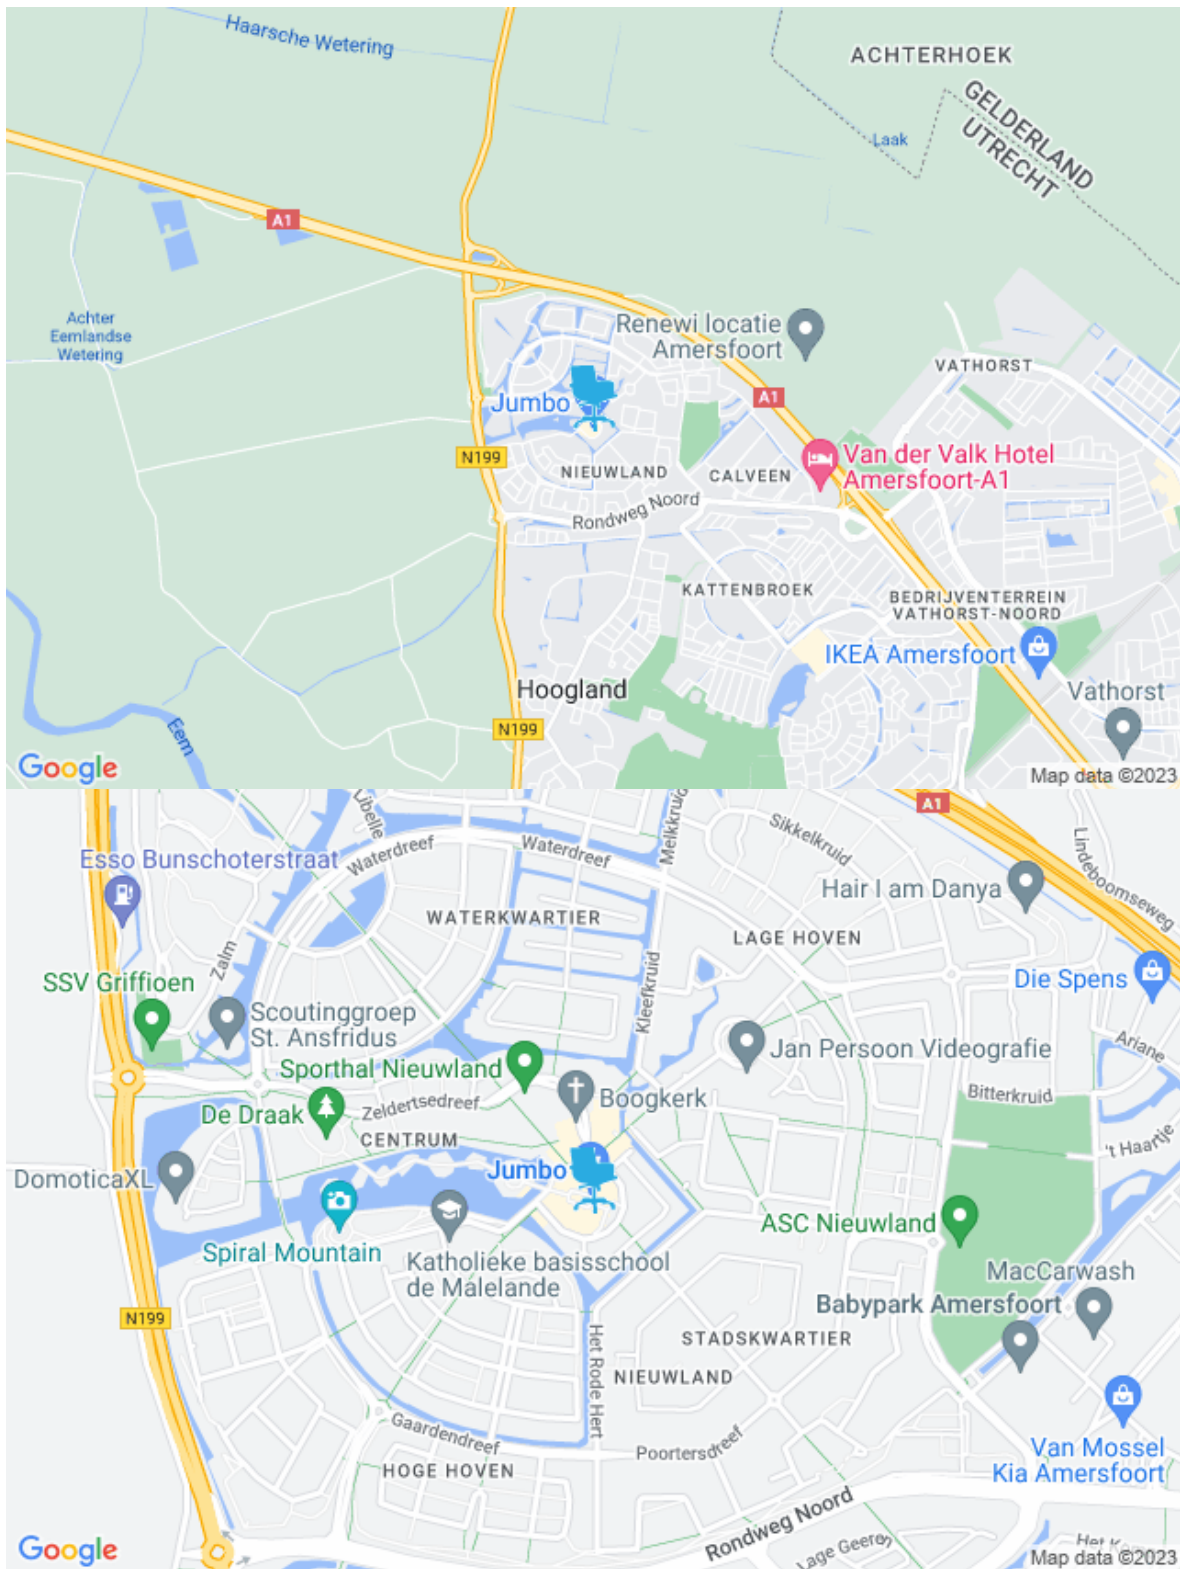 Haarsche Wetering
ACHTERHOEK
GELDERLAND
UTRECHT
Laak
A1
Achter
Eemlandse
Wetering
Renewi locatie
Amersfoort
VATHORST
A1
Jumbo
N199
NIEUWLAND
CALVEEN
Van der Valk Hotel
Amersfoort-A1
Rondweg Noord
KATTENBROEK
BEDRIJVENTERREIN
VATHORST-NOORD
IKEA Amersfoort
Hoogland
Vathorst
N199
Eem
Google
Map data ©2023
A1
Libelle
Waterdreef
Waterdreef
Melkkruid
Sikkelkruid
Lindeboomseweg
Esso Bunschoterstraat
Hair I am Danya
WATERKWARTIER
LAGE HOVEN
Zalm
SSV Griffioen
Die Spens
Kleefkruid
Scoutinggroep
St. Ansfridus
Ariane
Jan Persoon Videografie
Sporthal Nieuwland
Boogkerk
Bitterkruid
De Draak
Zeldertsedreef
CENTRUM
't Haartje
DomoticaXL
Jumbo
ASC Nieuwland
Spiral Mountain
Katholieke basisschool
de Malelande
MacCarwash
Babypark Amersfoort
N199
STADSKWARTIER
Het Rode Hert
NIEUWLAND
Gaardendreef
Poortersdreef
Van Mossel
Kia Amersfoort
HOGE HOVEN
Rondweg Noord
Lage Geeren
Google
Map data ©2023